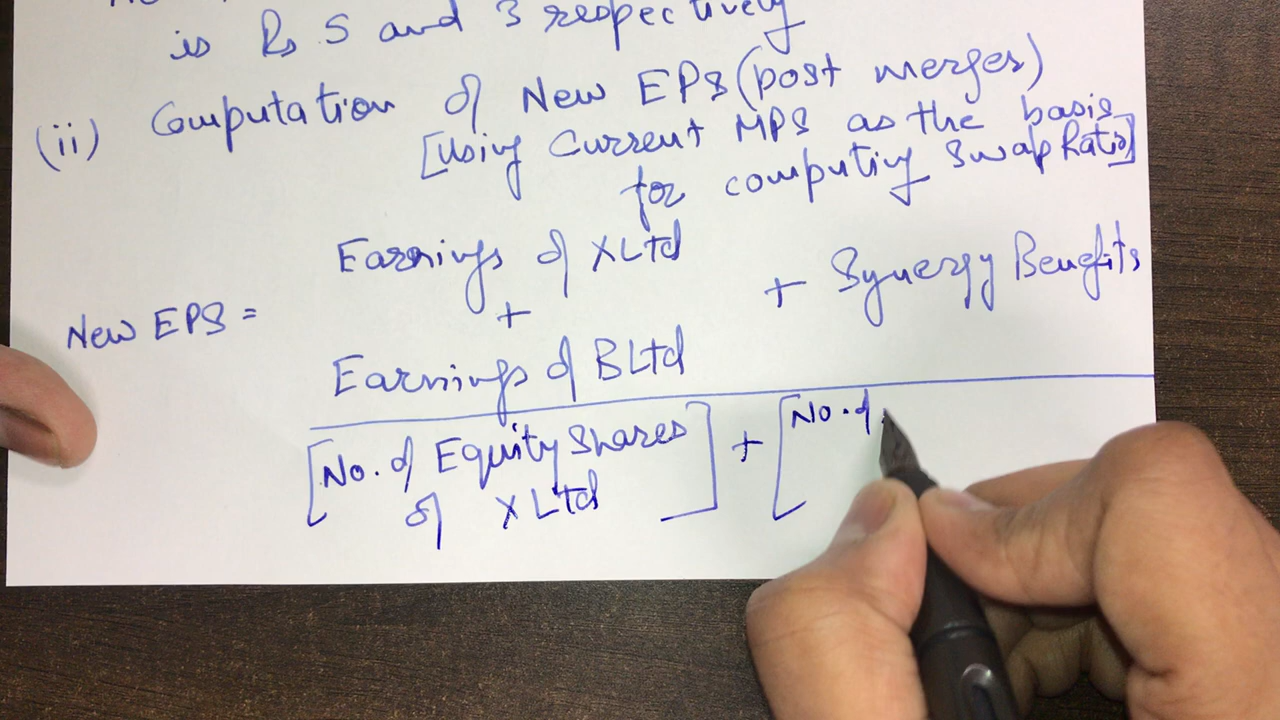 is Rs 5 and 3 respectively
(ii) Computation of New EPS (post merger)
[Using Current MPS as the basis
for computing Swap Ratio]
Earnings of X Ltd
+
+ Synergy Benefits
New EPS =
Earnings of B Ltd
[No. of Equity Shares
of X Ltd] + [No. of